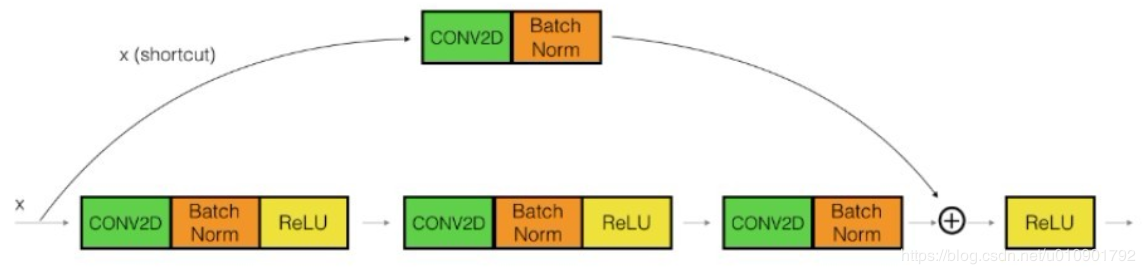 CONV2D
Batch
Norm
x (shortcut)
x
CONV2D
Batch
Norm
ReLU
CONV2D
Batch
Norm
ReLU
CONV2D
Batch
Norm
ReLU
https://blog.csdn.net/u010901792